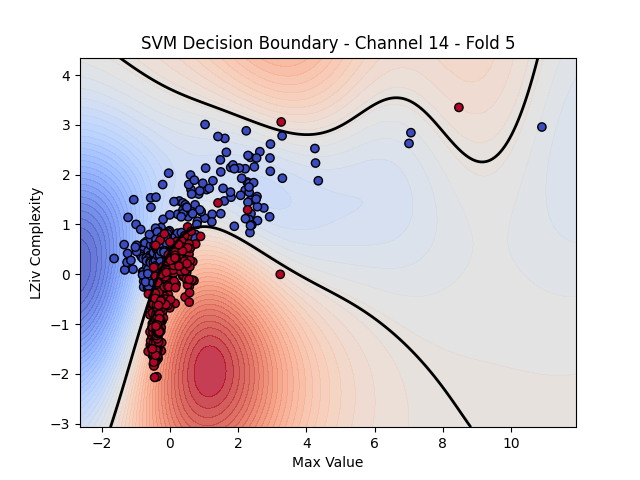 SVM Decision Boundary - Channel 14 - Fold 5
4
3
2
1
0
−1
−2
−3
LZiv Complexity
−2 0 2 4 6 8 10
Max Value